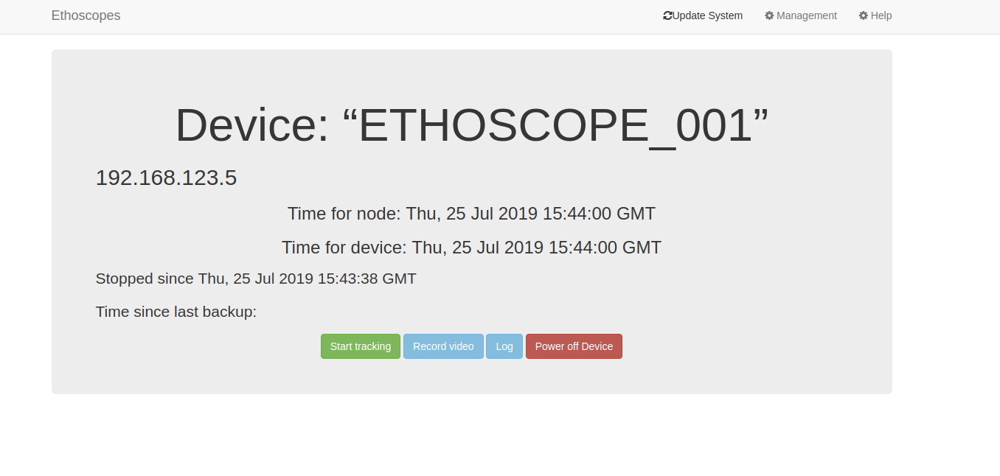 Ethoscopes
Update System
Management
Help
Device: “ETHOSCOPE_001”
192.168.123.5
Time for node: Thu, 25 Jul 2019 15:44:00 GMT
Time for device: Thu, 25 Jul 2019 15:44:00 GMT
Stopped since Thu, 25 Jul 2019 15:43:38 GMT
Time since last backup:
Start tracking
Record video
Log
Power off Device